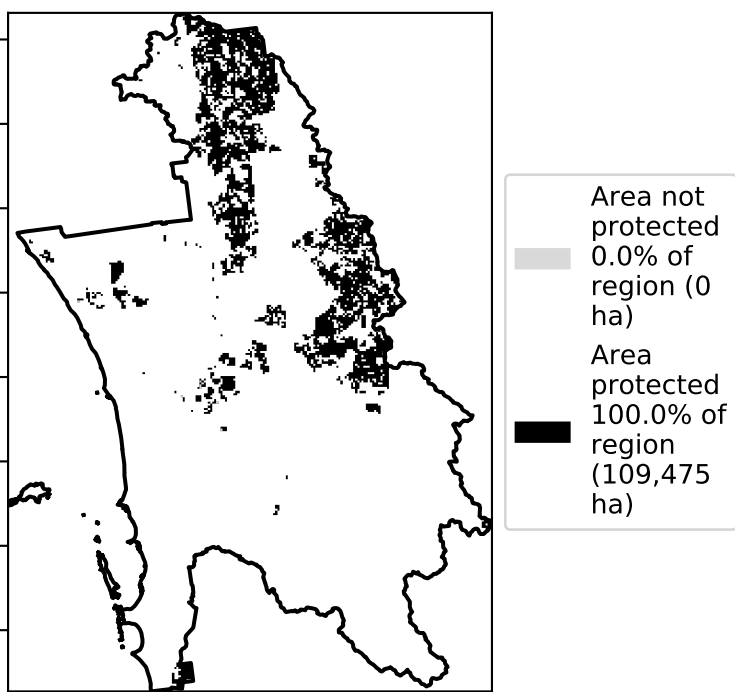 Area not
protected
0.0% of
region (0
ha)
Area
protected
100.0% of
region
(109,475
ha)